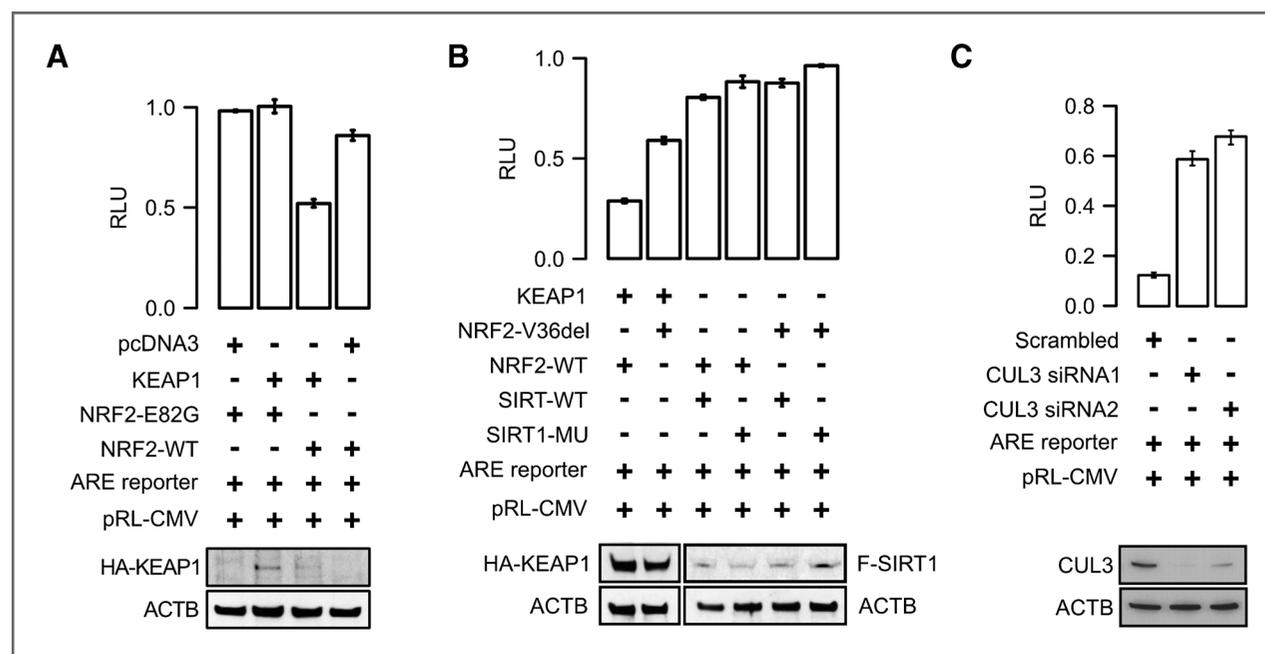 A
1.0
0.5
0.0
RLU
pcDNA3 + - - +
KEAP1 - + + -
NRF2-E82G + + - -
NRF2-WT - - + +
ARE reporter + + + +
pRL-CMV + + + +
HA-KEAP1
ACTB
B
1.0
0.5
0.0
RLU
KEAP1 + + - - - -
NRF2-V36del - + - - + +
NRF2-WT + - + + - -
SIRT-WT - - + - + -
SIRT1-MU - - - + - +
ARE reporter + + + + + +
pRL-CMV + + + + + +
HA-KEAP1 F-SIRT1
ACTB ACTB
C
0.8
0.6
0.4
0.2
0.0
RLU
Scrambled + - -
CUL3 siRNA1 - + -
CUL3 siRNA2 - - +
ARE reporter + + +
pRL-CMV + + +
CUL3
ACTB